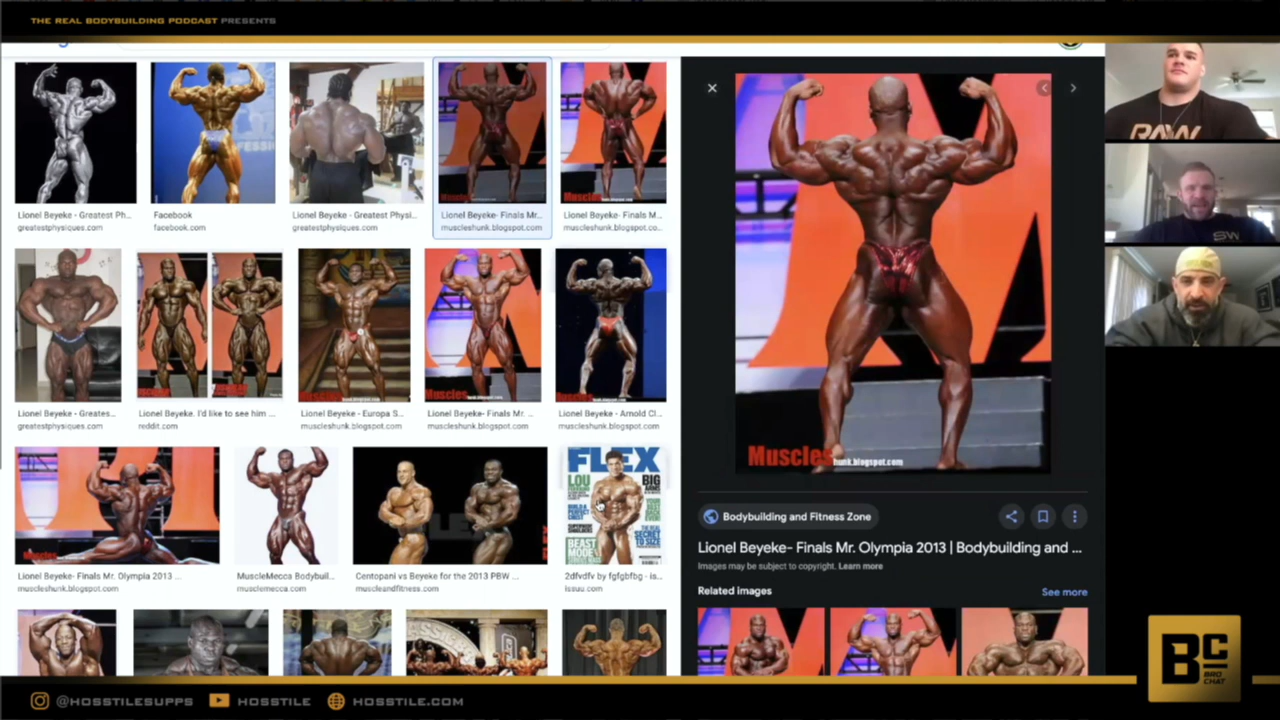 THE REAL BODYBUILDING PODCAST PRESENTS
Lionel Beyeke - Greatest Ph...
greatestphysiques.com
Facebook
facebook.com
Lionel Beyeke - Greatest Physi...
greatestphysiques.com
Lionel Beyeke- Finals Mr...
muscleshunk.blogspot.com
Lionel Beyeke- Finals M...
muscleshunk.blogspot.co...
Lionel Beyeke - Greates...
greatestphysiques.com
Lionel Beyeke. I'd like to see him ...
reddit.com
Lionel Beyeke - Europa S...
muscleshunk.blogspot.com
Lionel Beyeke- Finals Mr. ...
muscleshunk.blogspot.com
Lionel Beyeke - Arnold Cl...
muscleshunk.blogspot.com
FLEX
LOU
BIG
BEAST
MODE
Lionel Beyeke- Finals Mr. Olympia 2013 ...
muscleshunk.blogspot.com
MuscleMecca Bodybuil...
musclemecca.com
Centopani vs Beyeke for the 2013 PBW ...
muscleandfitness.com
2dfvdfv by fgfgbfbg - is...
issuu.com
Muscleshunk.blogspot.com
Bodybuilding and Fitness Zone
Lionel Beyeke- Finals Mr. Olympia 2013 | Bodybuilding and ...
Images may be subject to copyright. Learn more
Related images
See more
RAW
SW
BC
BRO
CHAT
@HOSSTILESUPPS
HOSSTILE
HOSSTILE.COM